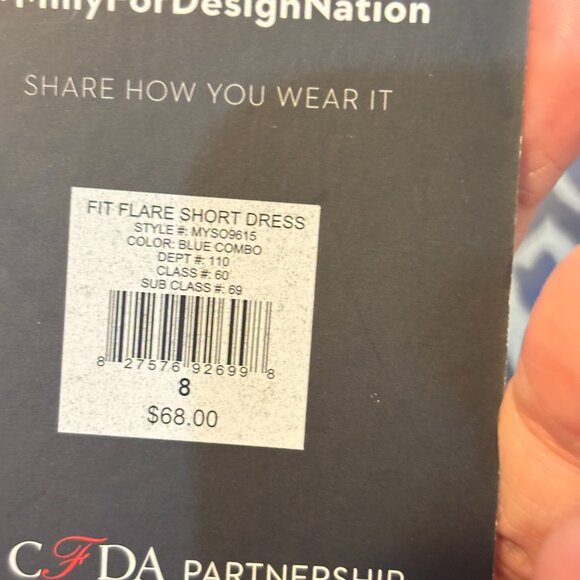 MillyForDesignNation
SHARE HOW YOU WEAR IT
FIT FLARE SHORT DRESS
STYLE #: MYSO9615
COLOR: BLUE COMBO
DEPT #: 110
CLASS #: 60
SUB CLASS #: 69
8 27576 92699 8
8
$68.00
CFDA PARTNERSHIP